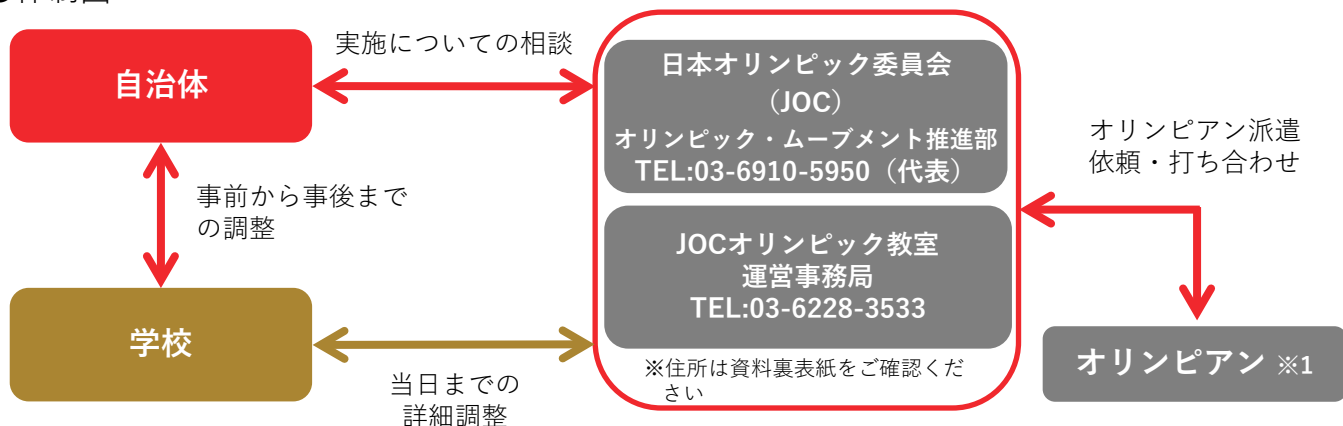 実施についての相談
自治体
日本オリンピック委員会
（JOC）
オリンピック・ムーブメント推進部
TEL:03-6910-5950（代表）
オリンピアン派遣
依頼・打ち合わせ
事前から事後まで
の調整
JOCオリンピック教室
運営事務局
TEL:03-6228-3533
学校
※住所は資料裏表紙をご確認くだ
さい
オリンピアン ※1
当日までの
詳細調整